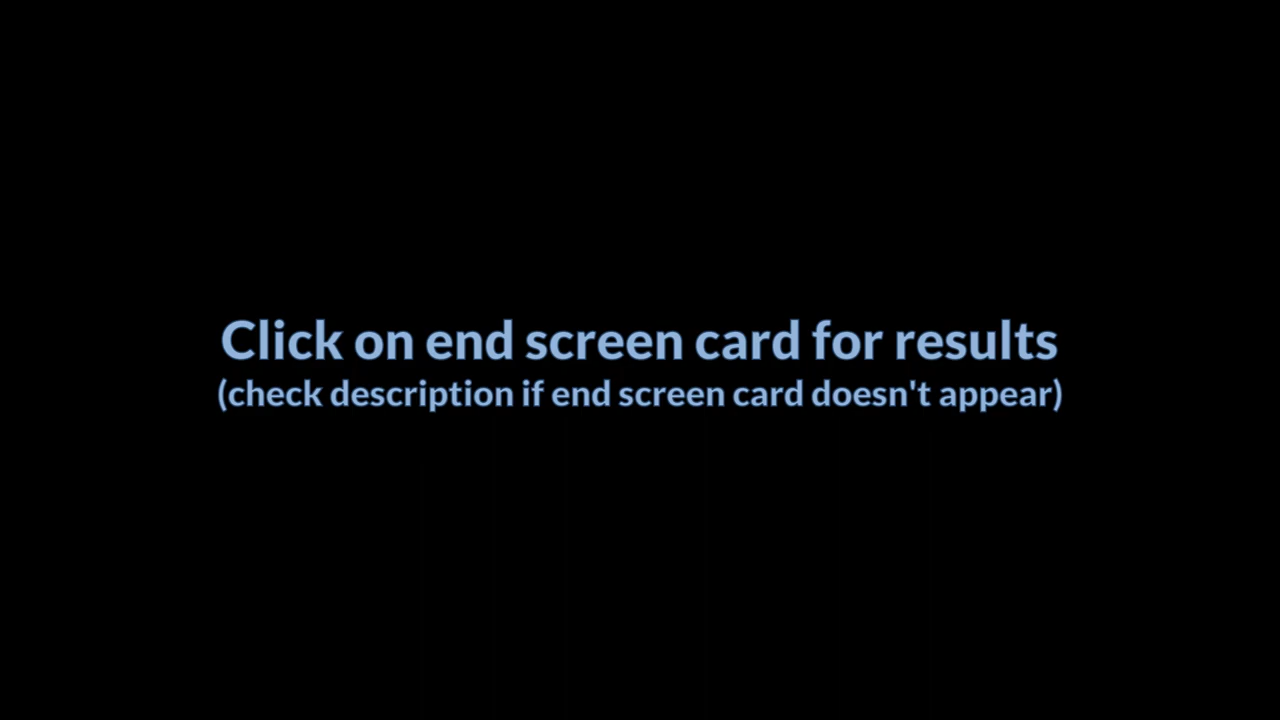 Click on end screen card for results
(check description if end screen card doesn't appear)